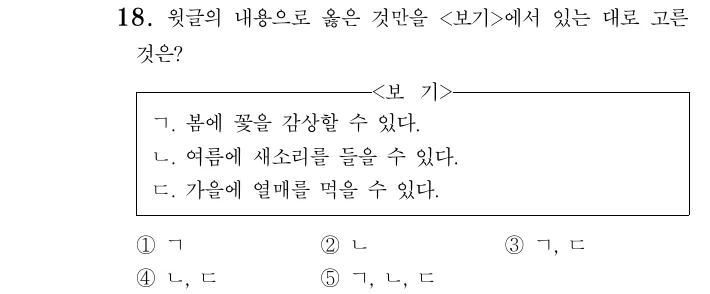 18. 윗글의 내용으로 옳은 것만을 <보기>에서 있는 대로 고른
것은?
<보 기>
ㄱ. 봄에 꽃을 감상할 수 있다.
ㄴ. 여름에 새소리를 들을 수 있다.
ㄷ. 가을에 열매를 먹을 수 있다.
① ㄱ ② ㄴ ③ ㄱ, ㄷ
④ ㄴ, ㄷ ⑤ ㄱ, ㄴ, ㄷ